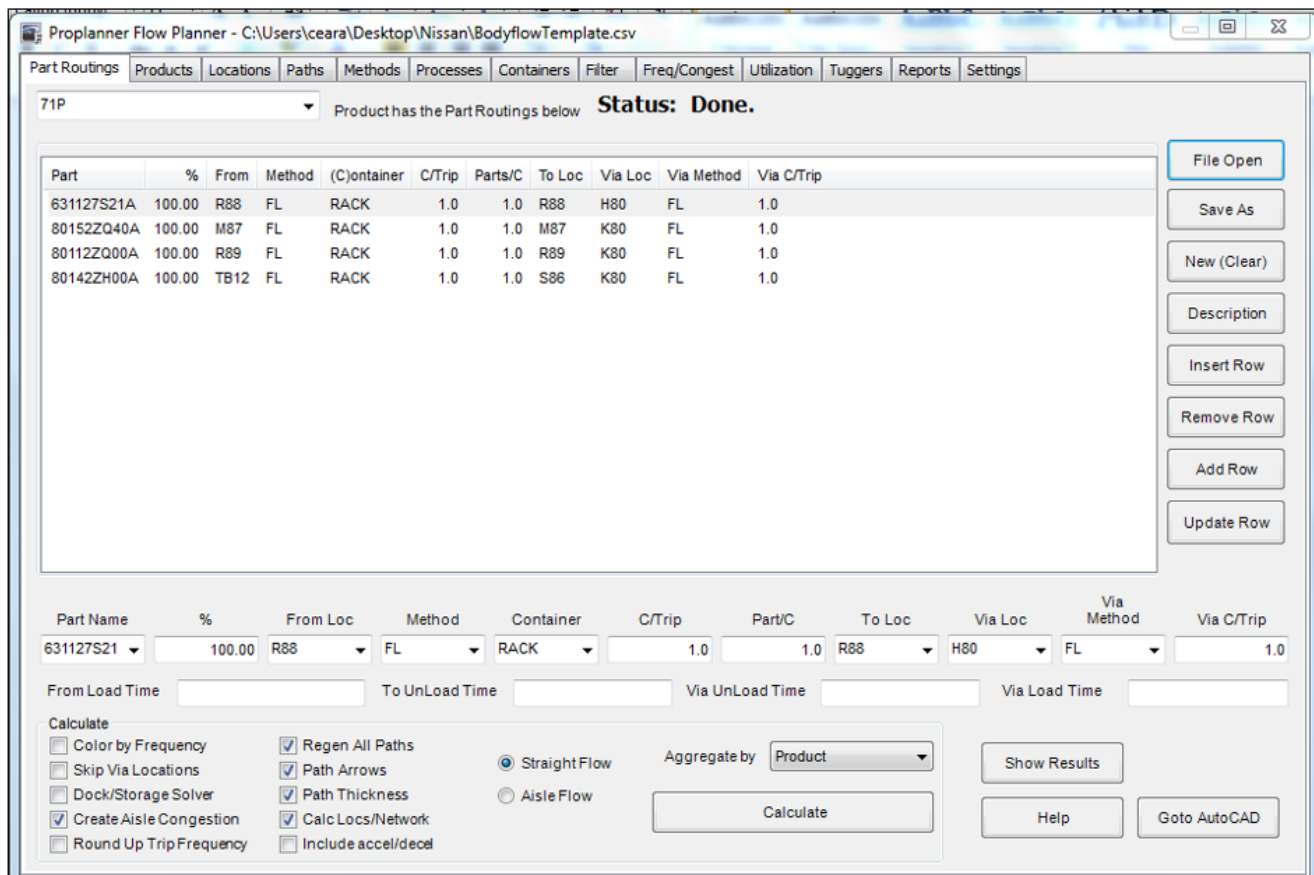 Proplanner Flow Planner - C:\Users\ceara\Desktop\Nissan\BodyflowTemplate.csv
Part Routings Products Locations Paths Methods Processes Containers Filter Freq/Congest Utilization Tuggers Reports Settings
71P Product has the Part Routings below Status: Done.
Part % From Method (C)ontainer C/Trip Parts/C To Loc Via Loc Via Method Via C/Trip
631127S21A 100.00 R88 FL RACK 1.0 1.0 R88 H80 FL 1.0
80152ZQ40A 100.00 M87 FL RACK 1.0 1.0 M87 K80 FL 1.0
80112ZQ00A 100.00 R89 FL RACK 1.0 1.0 R89 K80 FL 1.0
80142ZH00A 100.00 TB12 FL RACK 1.0 1.0 S86 K80 FL 1.0
File Open
Save As
New (Clear)
Description
Insert Row
Remove Row
Add Row
Update Row
Part Name % From Loc Method Container C/Trip Part/C To Loc Via Loc Via Method Via C/Trip
631127S21 100.00 R88 FL RACK 1.0 1.0 R88 H80 FL 1.0
From Load Time To UnLoad Time Via UnLoad Time Via Load Time
Calculate
Color by Frequency
Skip Via Locations
Dock/Storage Solver
Create Aisle Congestion
Round Up Trip Frequency
Regen All Paths
Path Arrows
Path Thickness
Calc Locs/Network
Include accel/decel
Straight Flow
Aisle Flow
Aggregate by Product
Calculate
Show Results
Help
Goto AutoCAD